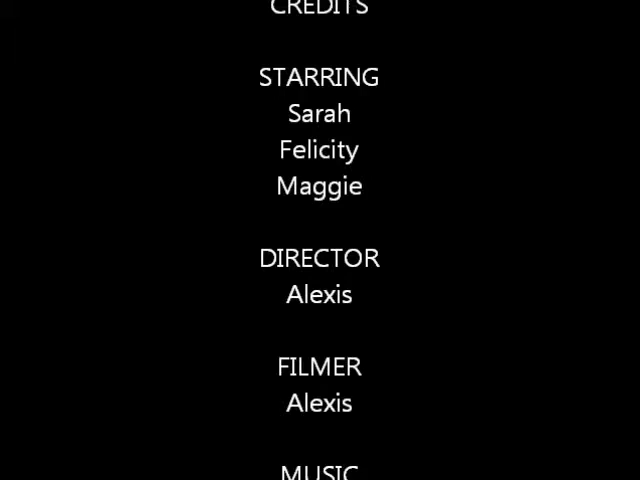 CREDITS
STARRING
Sarah
Felicity
Maggie
DIRECTOR
Alexis
FILMER
Alexis
MUSIC